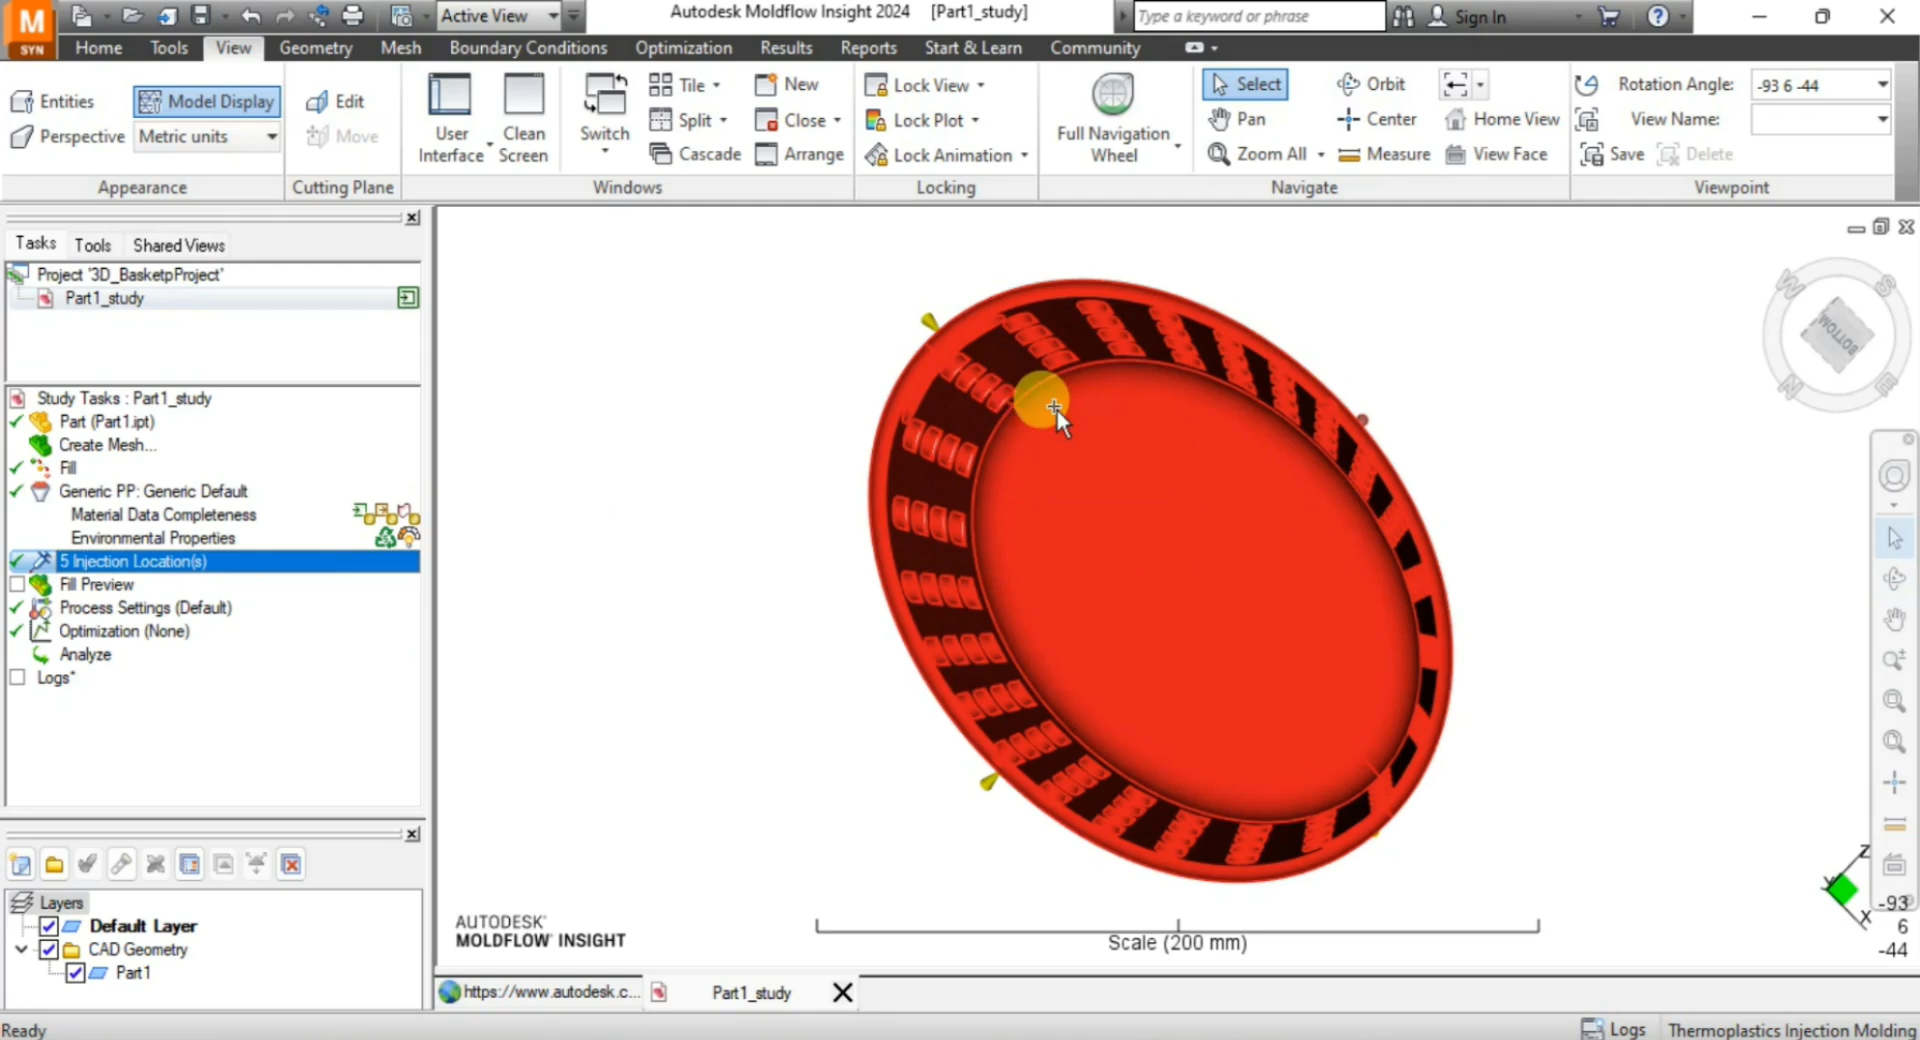 M
SYN
Active View
Autodesk Moldflow Insight 2024 [Part1_study]
Type a keyword or phrase
Sign In
?
Home Tools View Geometry Mesh Boundary Conditions Optimization Results Reports Start & Learn Community
Entities
Model Display
Perspective
Metric units
Appearance
Edit
Move
Cutting Plane
User Interface
Clean Screen
Switch
Tile
Split
Cascade
New
Close
Arrange
Windows
Lock View
Lock Plot
Lock Animation
Locking
Full Navigation Wheel
Select
Pan
Zoom All
Orbit
Center
Measure
Home View
View Face
Navigate
Rotation Angle: -93 6 -44
View Name:
Save
Delete
Viewpoint
Tasks Tools Shared Views
Project '3D_BasketpProject'
Part1_study
Study Tasks : Part1_study
Part (Part1.ipt)
Create Mesh...
Fill
Generic PP: Generic Default
Material Data Completeness
Environmental Properties
5 Injection Location(s)
Fill Preview
Process Settings (Default)
Optimization (None)
Analyze
Logs*
Layers
Default Layer
CAD Geometry
Part1
W S
BOTTOM
N E
Z
Y
X
-93
6
-44
AUTODESK
MOLDFLOW INSIGHT
Scale (200 mm)
https://www.autodesk.c...
Part1_study
Ready
Logs
Thermoplastics Injection Molding